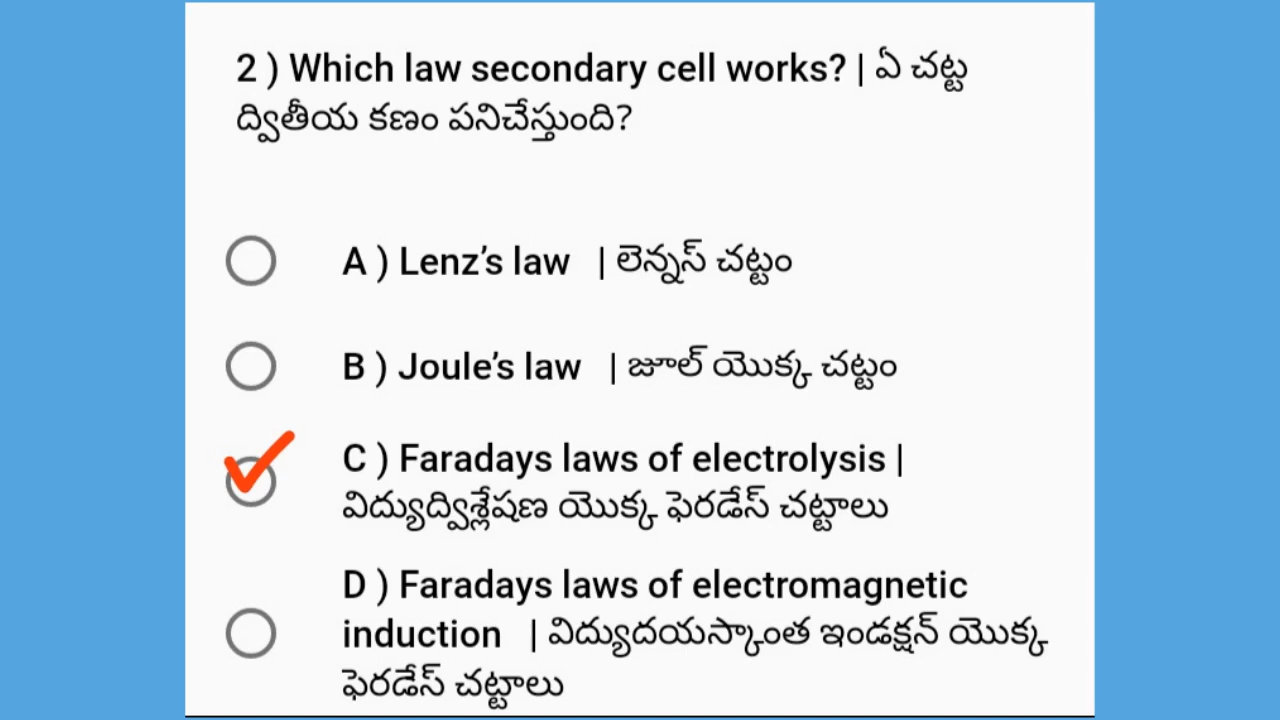 2 ) Which law secondary cell works? | ఏ చట్ట
ద్వితీయ కణం పనిచేస్తుంది?
A ) Lenz’s law | లెన్నస్ చట్టం
B ) Joule’s law | జూల్ యొక్క చట్టం
C ) Faradays laws of electrolysis |
విద్యుద్విశ్లేషణ యొక్క ఫెరడేస్ చట్టాలు
D ) Faradays laws of electromagnetic
induction | విద్యుదయస్కాంత ఇండక్షన్ యొక్క
ఫెరడేస్ చట్టాలు